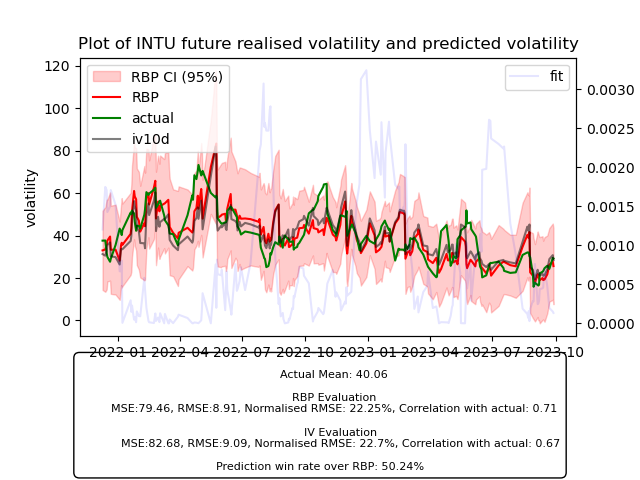 Plot of INTU future realised volatility and predicted volatility
RBP CI (95%)
RBP
actual
iv10d
fit
volatility
120
100
80
60
40
20
0
0.0030
0.0025
0.0020
0.0015
0.0010
0.0005
0.0000
2022-01 2022-04 2022-07 2022-10 2023-01 2023-04 2023-07 2023-10
Actual Mean: 40.06
RBP Evaluation
MSE:79.46, RMSE:8.91, Normalised RMSE: 22.25%, Correlation with actual: 0.71
IV Evaluation
MSE:82.68, RMSE:9.09, Normalised RMSE: 22.7%, Correlation with actual: 0.67
Prediction win rate over RBP: 50.24%